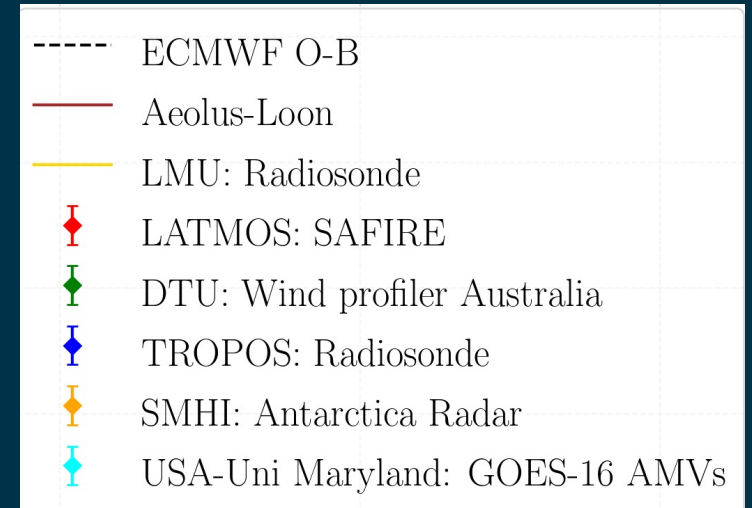 ECMWF O-B
Aeolus-Loon
LMU: Radiosonde
LATMOS: SAFIRE
DTU: Wind profiler Australia
TROPOS: Radiosonde
SMHI: Antarctica Radar
USA-Uni Maryland: GOES-16 AMVs